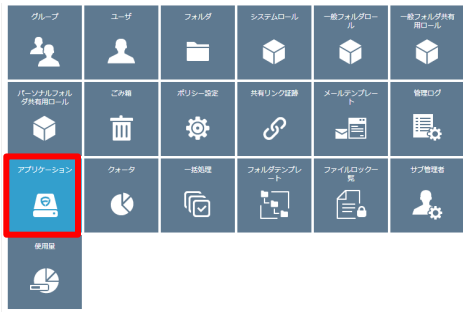 グループ
ユーザ
フォルダ
システムロール
一般フォルダロー
ル
一般フォルダ共有
用ロール
パーソナルフォル
ダ共有用ロール
ごみ箱
ポリシー設定
共有リンク証跡
メールテンプレー
ト
管理ログ
アプリケーション
クォータ
一括処理
フォルダテンプレ
ート
ファイルロック一
覧
サブ管理者
使用量